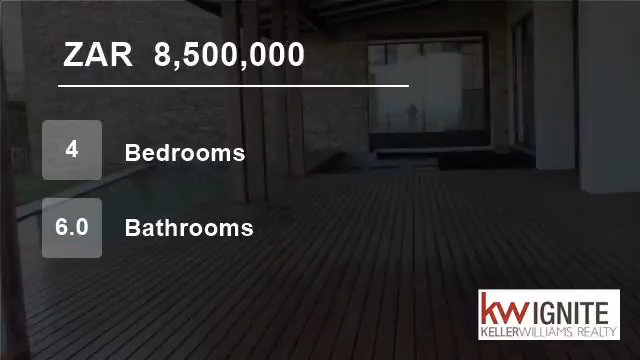 ZAR 8,500,000
4
Bedrooms
6.0
Bathrooms
kw IGNITE
KELLERWILLIAMS REALTY